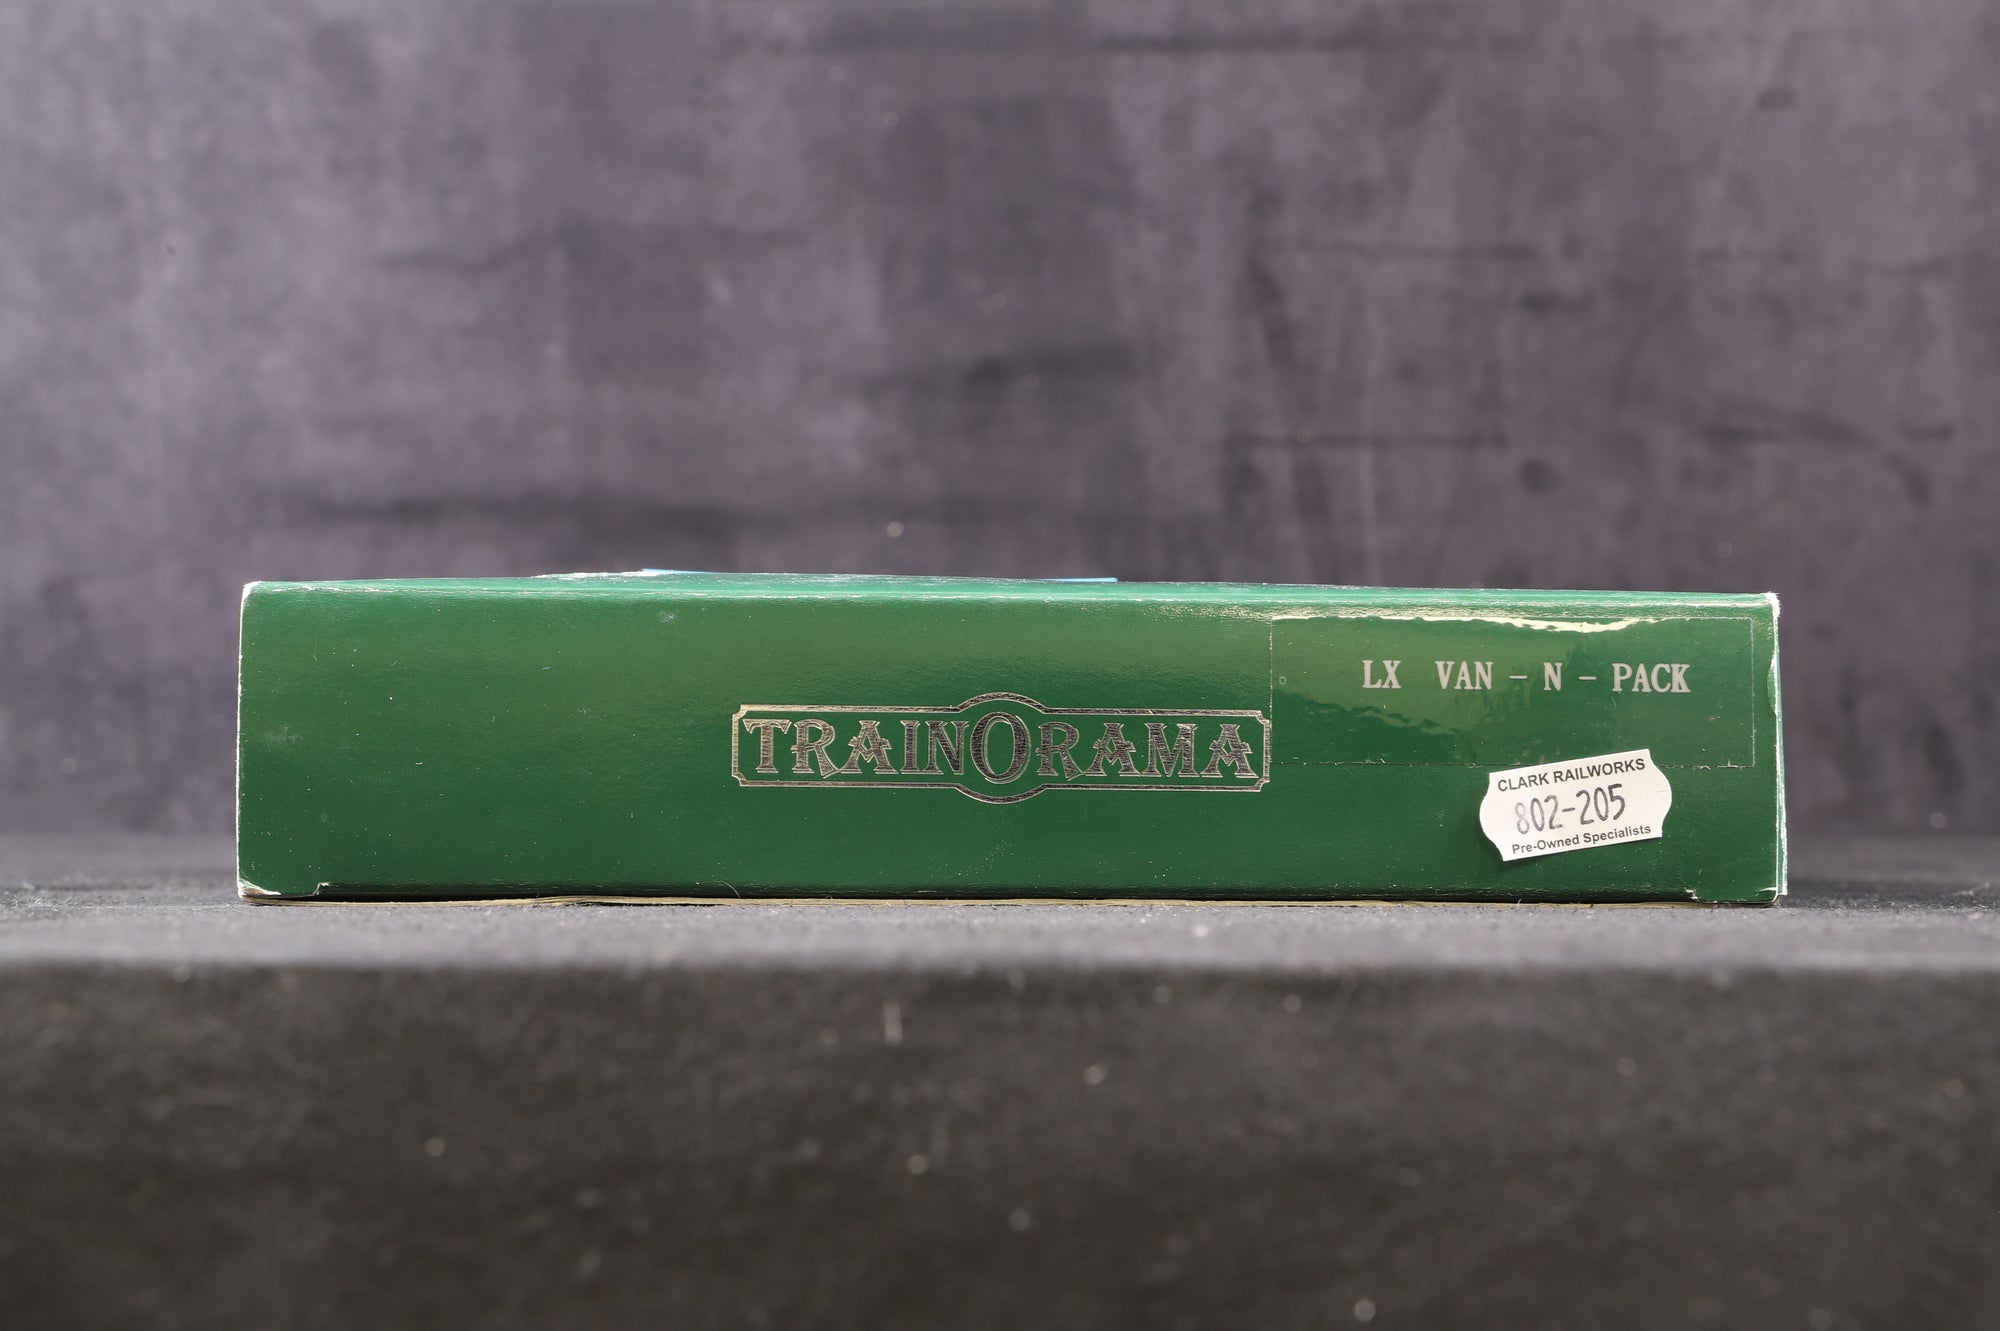 TRAINORAMA
LX VAN - N - PACK
CLARK RAILWORKS
802-205
Pre-Owned Specialists